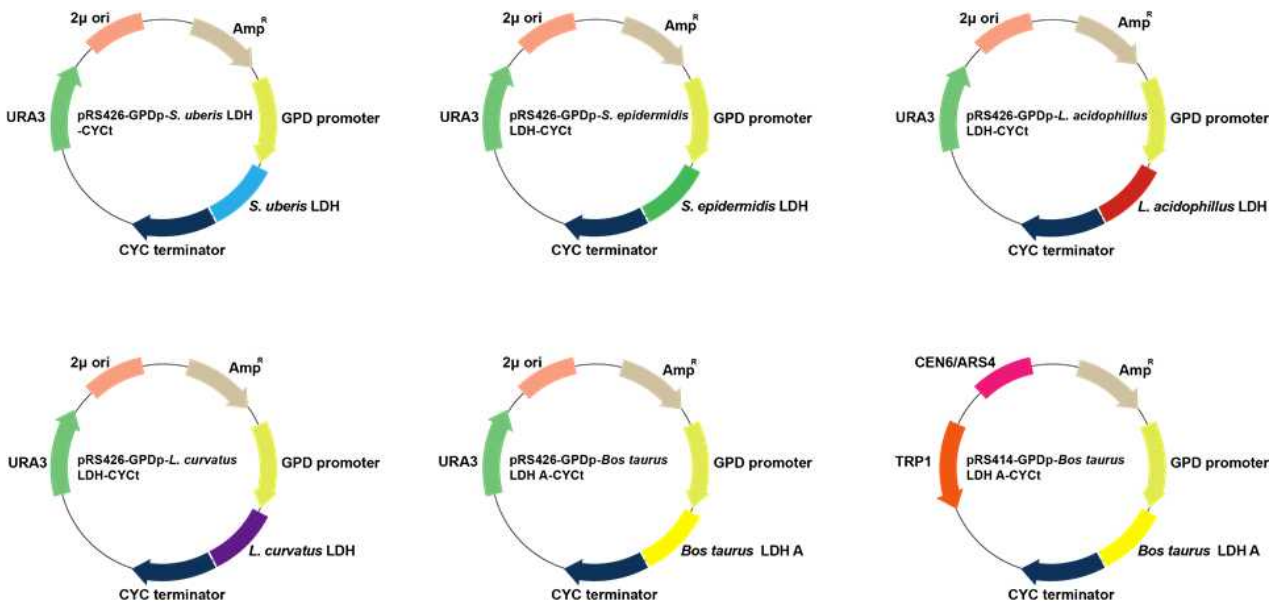 2μ ori
Amp^R
URA3
pRS426-GPDp-S. uberis LDH
-CYCt
GPD promoter
S. uberis LDH
CYC terminator
2μ ori
Amp^R
URA3
pRS426-GPDp-S. epidermidis
LDH-CYCt
GPD promoter
S. epidermidis LDH
CYC terminator
2μ ori
Amp^R
URA3
pRS426-GPDp-L. acidophillus
LDH-CYCt
GPD promoter
L. acidophillus LDH
CYC terminator
2μ ori
Amp^R
URA3
pRS426-GPDp-L. curvatus
LDH-CYCt
GPD promoter
L. curvatus LDH
CYC terminator
2μ ori
Amp^R
URA3
pRS426-GPDp-Bos taurus
LDH A-CYCt
GPD promoter
Bos taurus LDH A
CYC terminator
CEN6/ARS4
Amp^R
TRP1
pRS414-GPDp-Bos taurus
LDH A-CYCt
GPD promoter
Bos taurus LDH A
CYC terminator